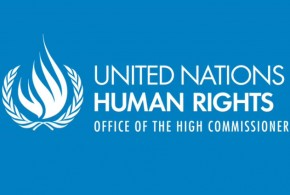 UNITED NATIONS
HUMAN RIGHTS
OFFICE OF THE HIGH COMMISSIONER